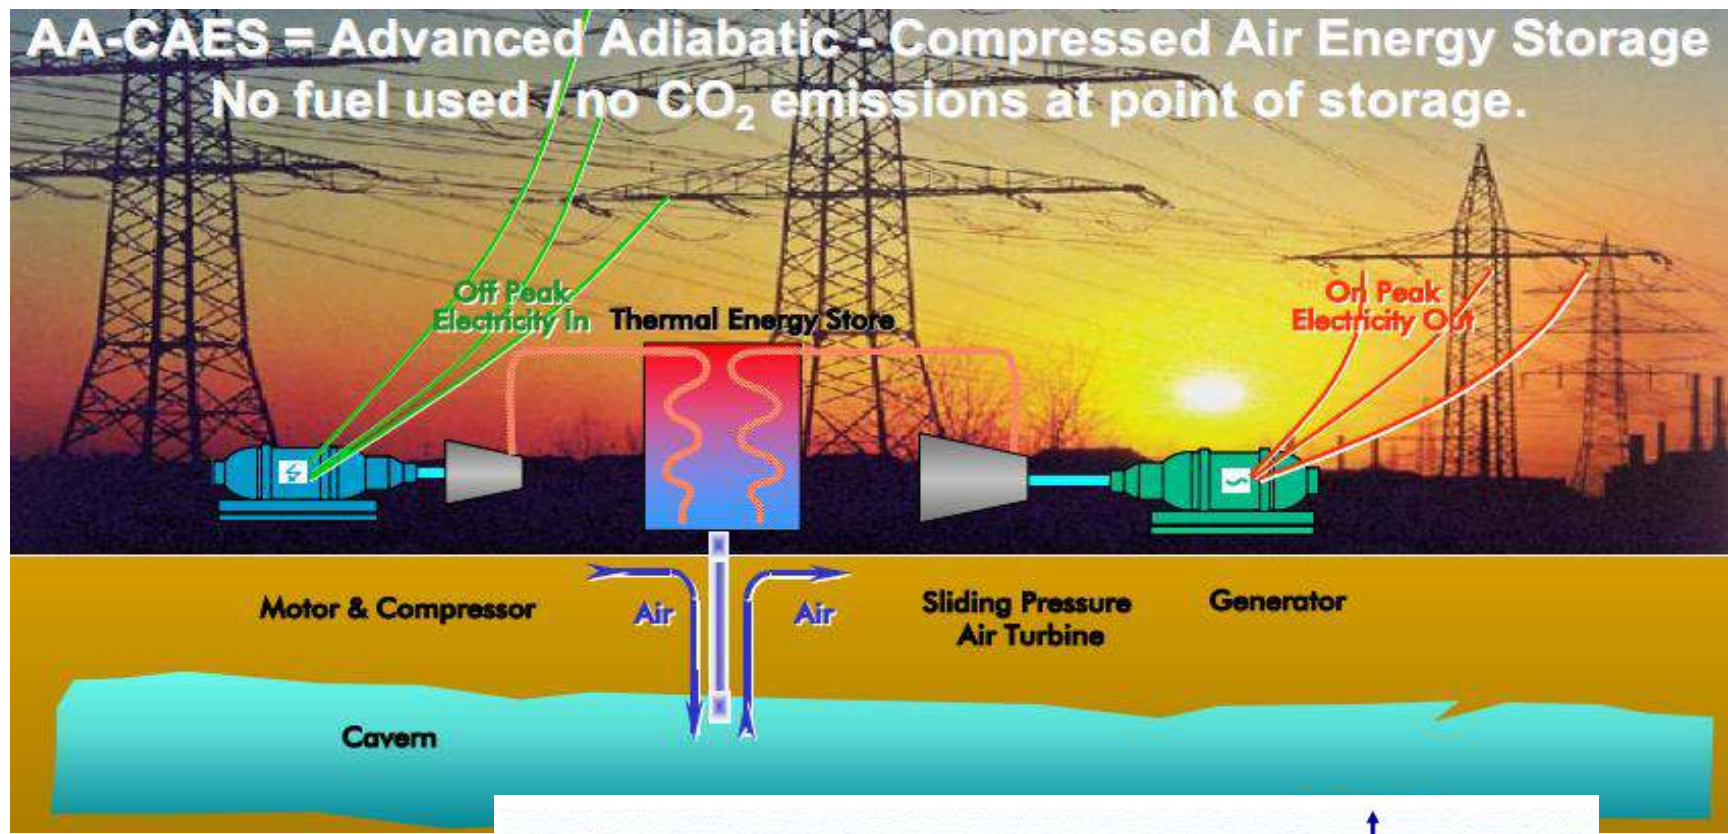 AA-CAES = Advanced Adiabatic - Compressed Air Energy Storage
No fuel used / no CO₂ emissions at point of storage.
Off Peak
Electricity In
Thermal Energy Store
On Peak
Electricity Out
Motor & Compressor
Air
Air
Sliding Pressure
Air Turbine
Generator
Cavern